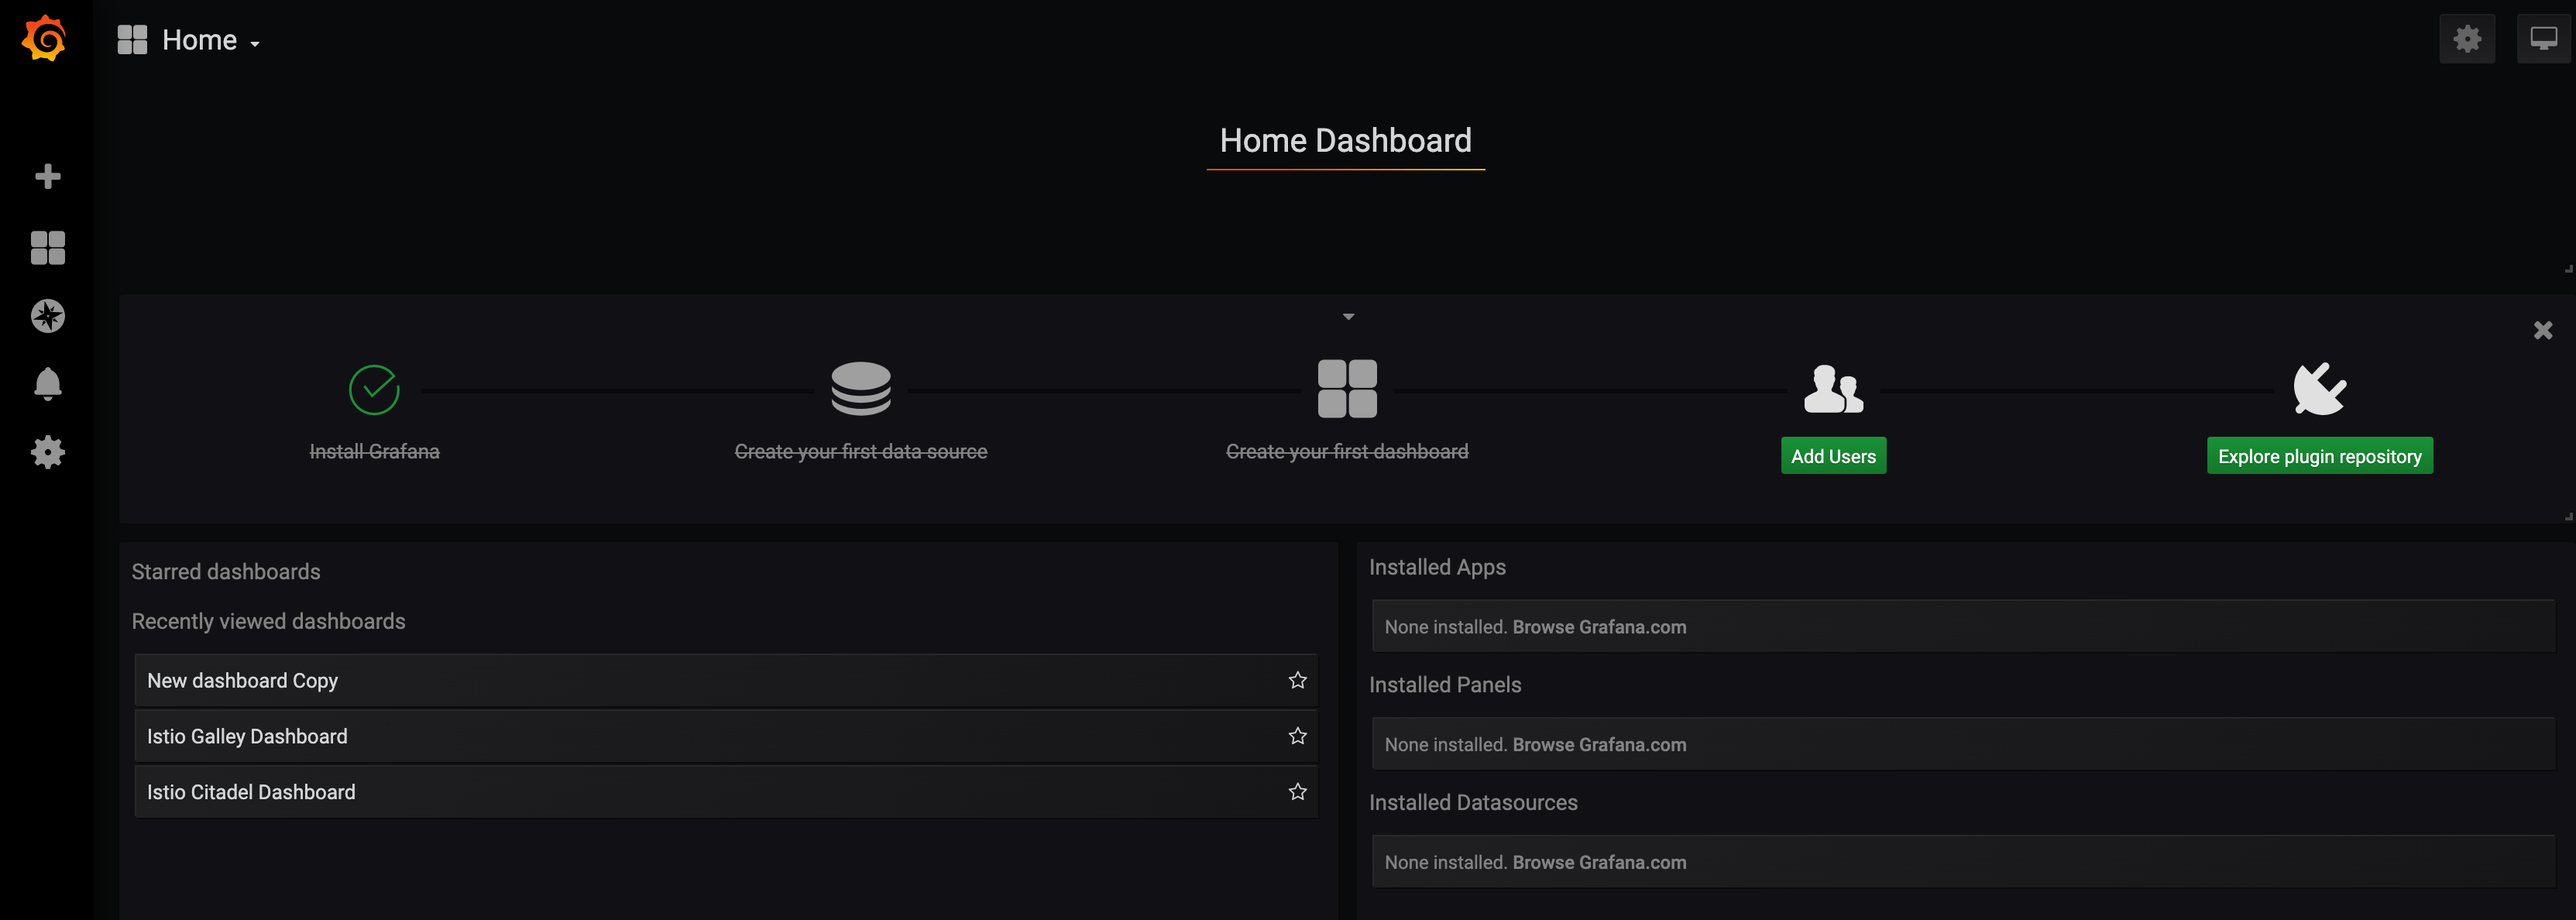 Home
Home Dashboard
Install Grafana
Create your first data source
Create your first dashboard
Add Users
Explore plugin repository
Starred dashboards
Recently viewed dashboards
New dashboard Copy
Istio Galley Dashboard
Istio Citadel Dashboard
Installed Apps
None installed. Browse Grafana.com
Installed Panels
None installed. Browse Grafana.com
Installed Datasources
None installed. Browse Grafana.com